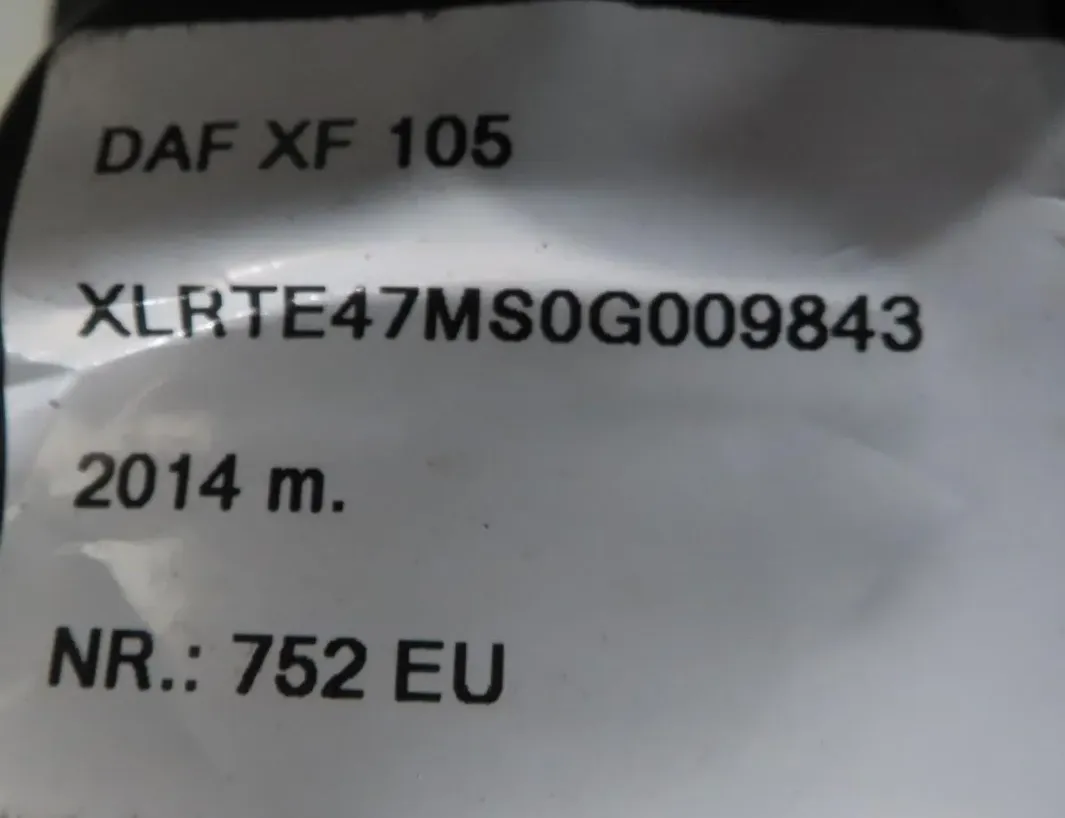 DAF XF 105
XLRTE47MS0G009843
2014 m.
NR.: 752 EU